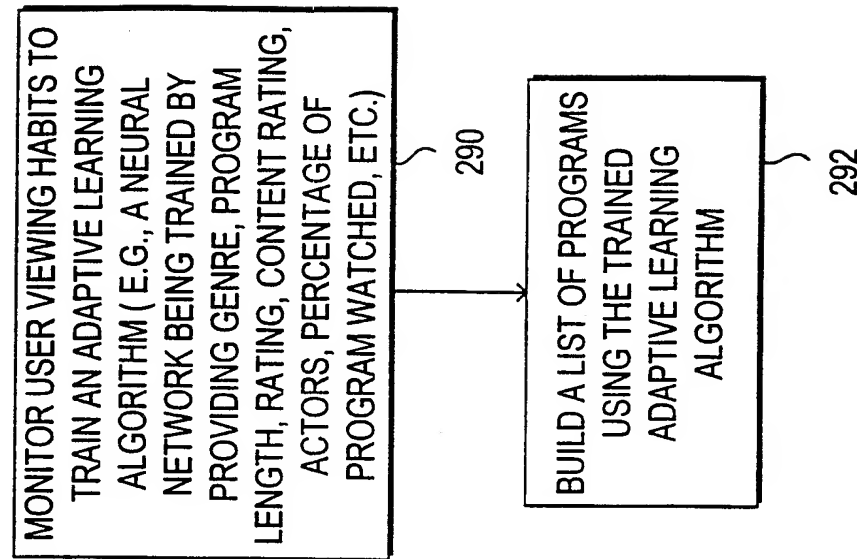 MONITOR USER VIEWING HABITS TO
TRAIN AN ADAPTIVE LEARNING
ALGORITHM ( E.G., A NEURAL
NETWORK BEING TRAINED BY
PROVIDING GENRE, PROGRAM
LENGTH, RATING, CONTENT RATING,
ACTORS, PERCENTAGE OF
PROGRAM WATCHED, ETC.)
290
BUILD A LIST OF PROGRAMS
USING THE TRAINED
ADAPTIVE LEARNING
ALGORITHM
292